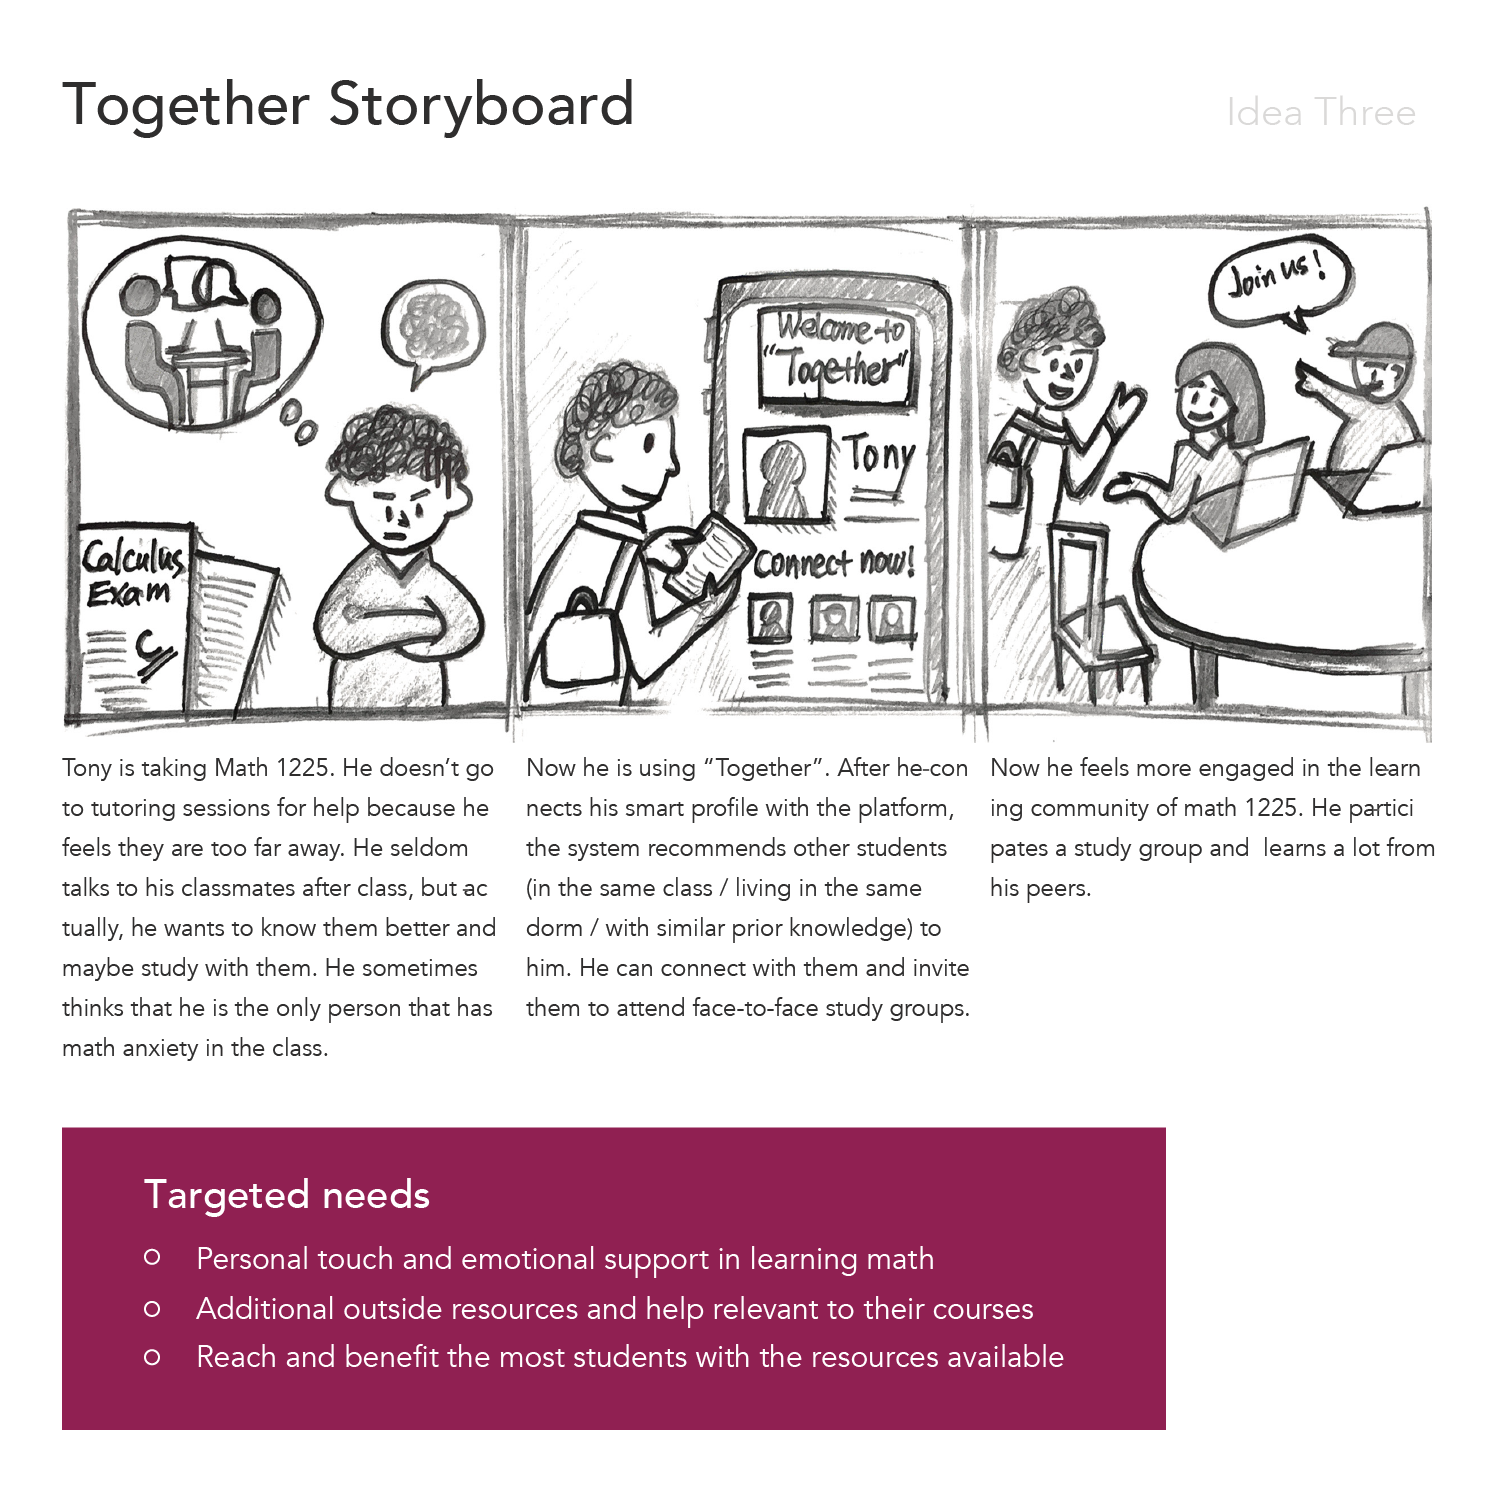 Together Storyboard
Idea Three
Calculus
Exam
C
Welcome to
"Together"
Tony
Connect now!
Join us!
Tony is taking Math 1225. He doesn’t go
to tutoring sessions for help because he
feels they are too far away. He seldom
talks to his classmates after class, but ac
tually, he wants to know them better and
maybe study with them. He sometimes
thinks that he is the only person that has
math anxiety in the class.
Now he is using “Together”. After he-con
nects his smart profile with the platform,
the system recommends other students
(in the same class / living in the same
dorm / with similar prior knowledge) to
him. He can connect with them and invite
them to attend face-to-face study groups.
Now he feels more engaged in the learn
ing community of math 1225. He partici
pates a study group and  learns a lot from
his peers.
Targeted needs
Personal touch and emotional support in learning math
Additional outside resources and help relevant to their courses
Reach and benefit the most students with the resources available